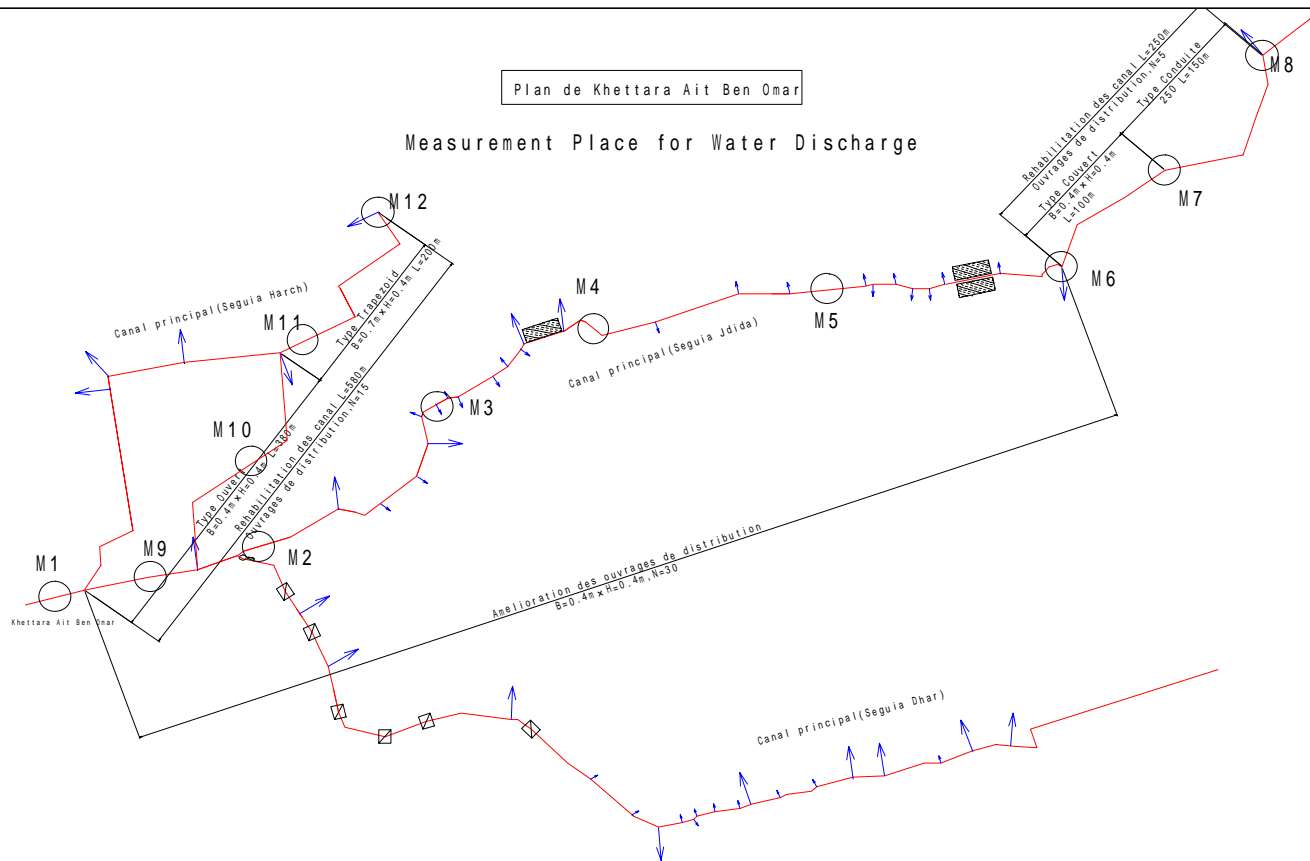 Plan de Khettara Ait Ben Omar
Measurement Place for Water Discharge
M8
Rehabilitation des canal L=250m
Ouvrages de distribution,N=5
Type Conduite
250 L=150m
Type Couvert
B=0.4m×H=0.4m
L=100m
M7
M12
M6
M4
M5
Canal principal(Seguia Harch)
M11
Type Trapezoid
B=0.7m×H=0.4m L=200m
Canal principal(Seguia Jdida)
M3
M10
Type Ouvert
B=0.4m×H=0.4m L=380m
Rehabilitation des canal L=580m
Ouvrages de distribution,N=15
M9
M2
M1
Khettara Ait Ben Omar
Amelioration des ouvrages de distribution
B=0.4m×H=0.4m,N=30
Canal principal(Seguia Dhar)